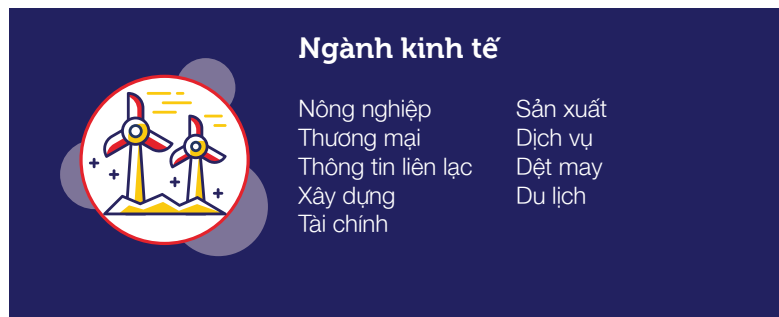 Ngành kinh tế
Nông nghiệp
Thương mại
Thông tin liên lạc
Xây dựng
Tài chính
Sản xuất
Dịch vụ
Dệt may
Du lịch